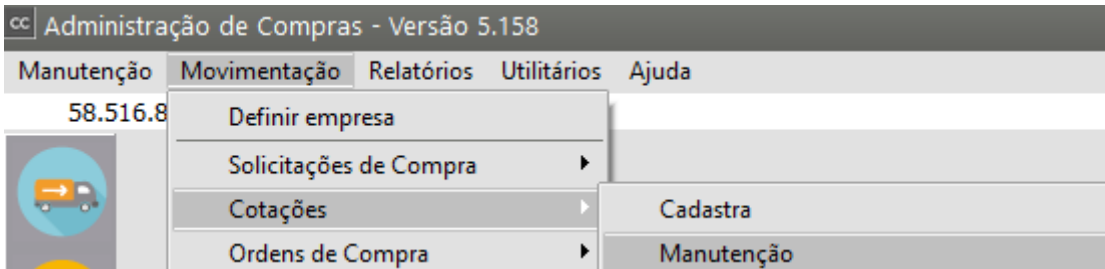 cc Administração de Compras - Versão 5.158
Manutenção Movimentação Relatórios Utilitários Ajuda
58.516.8
Definir empresa
Solicitações de Compra
Cotações
Cadastra
Ordens de Compra
Manutenção